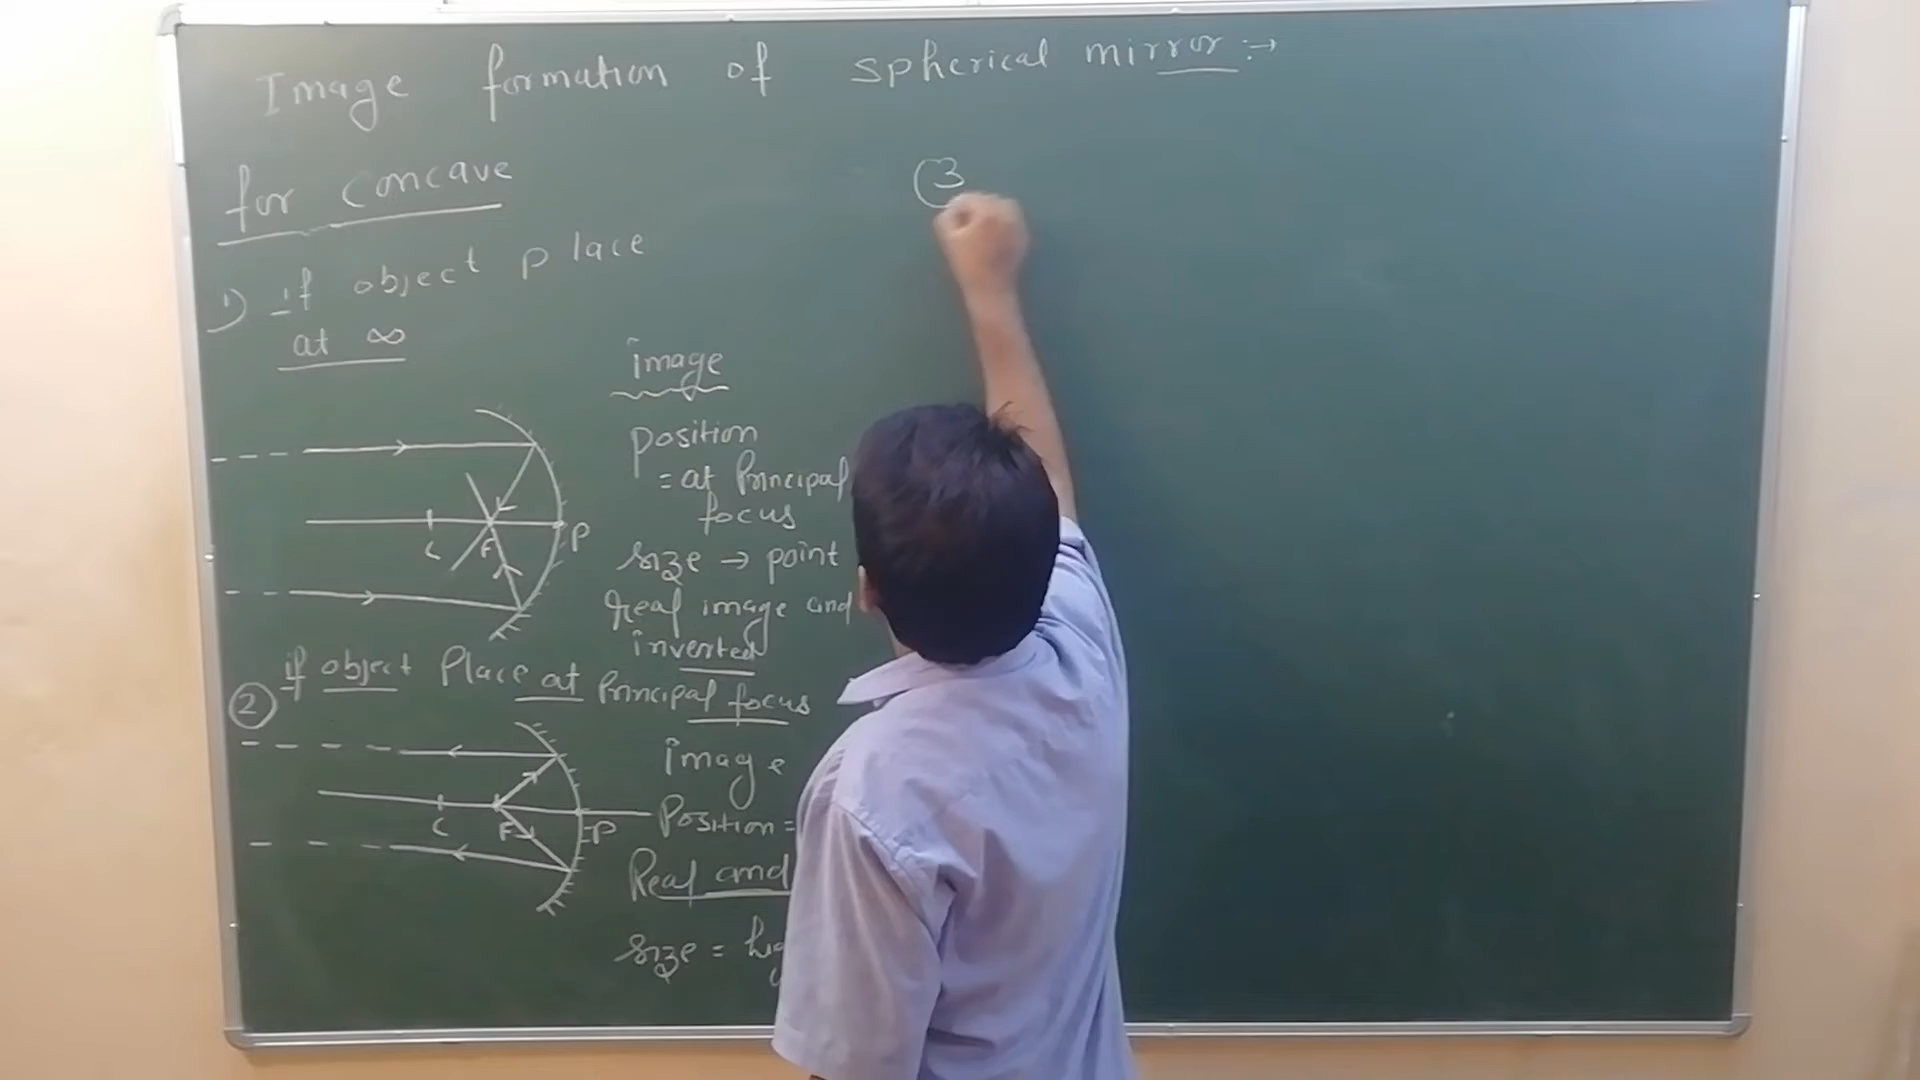 Image formation of spherical mirror :→
for concave
1) if object place
at ∞
image
position
= at Principal
focus
size → point
real image and
inverted
C F P
② if object Place at Principal focus
image
Position =
Real and
size =
C F P
3